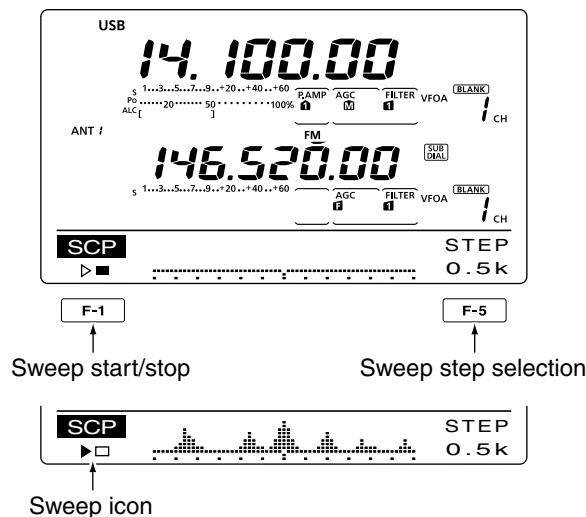 USB
14.100.00
S 1...3...5...7...9..+20..+40..+60 P.AMP AGC FILTER VFOA BLANK
Po ......20........50........100% 1 M 1 1 CH
ALC [ ]
ANT 1
FM
146.520.00 SUB DIAL
S 1...3...5...7...9..+20..+40..+60 AGC FILTER VFOA BLANK
F 1 1 CH
SCP STEP
▷■ 0.5k
F-1 F-5
Sweep start/stop Sweep step selection
SCP STEP
▶□ 0.5k
Sweep icon